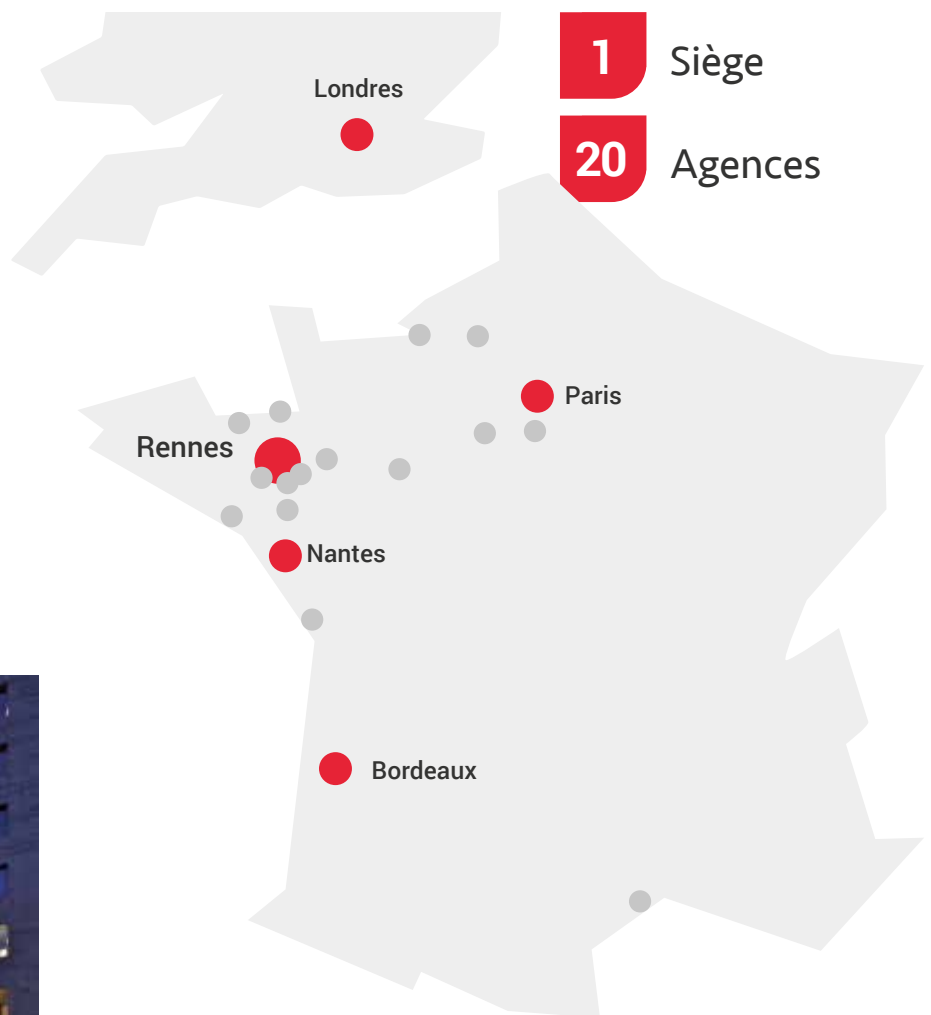 Londres
1 Siège
20 Agences
Paris
Rennes
Nantes
Bordeaux